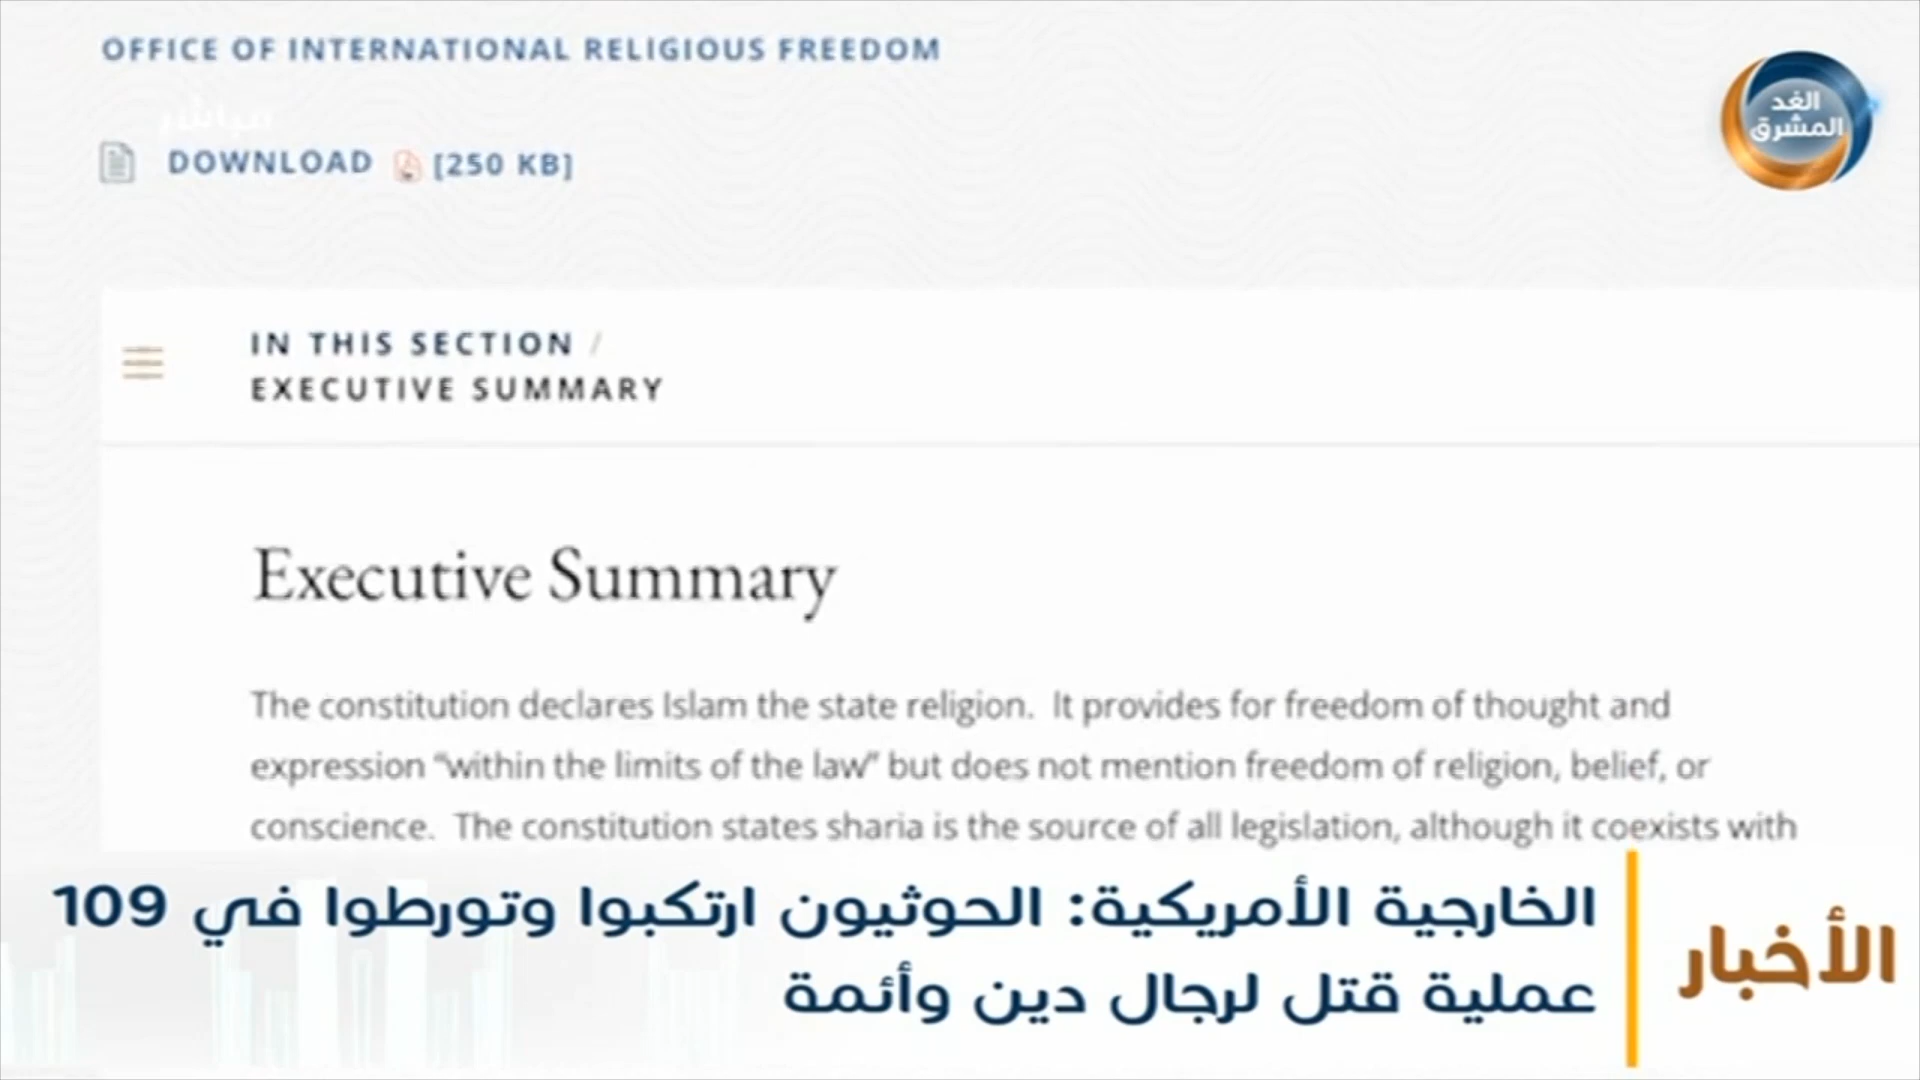 OFFICE OF INTERNATIONAL RELIGIOUS FREEDOM
مباشر
الغد
المشرق
DOWNLOAD [250 KB]
IN THIS SECTION /
EXECUTIVE SUMMARY
Executive Summary
The constitution declares Islam the state religion. It provides for freedom of thought and
expression “within the limits of the law” but does not mention freedom of religion, belief, or
conscience. The constitution states sharia is the source of all legislation, although it coexists with
الأخبار
الخارجية الأمريكية: الحوثيون ارتكبوا وتورطوا في 109
عملية قتل لرجال دين وأئمة